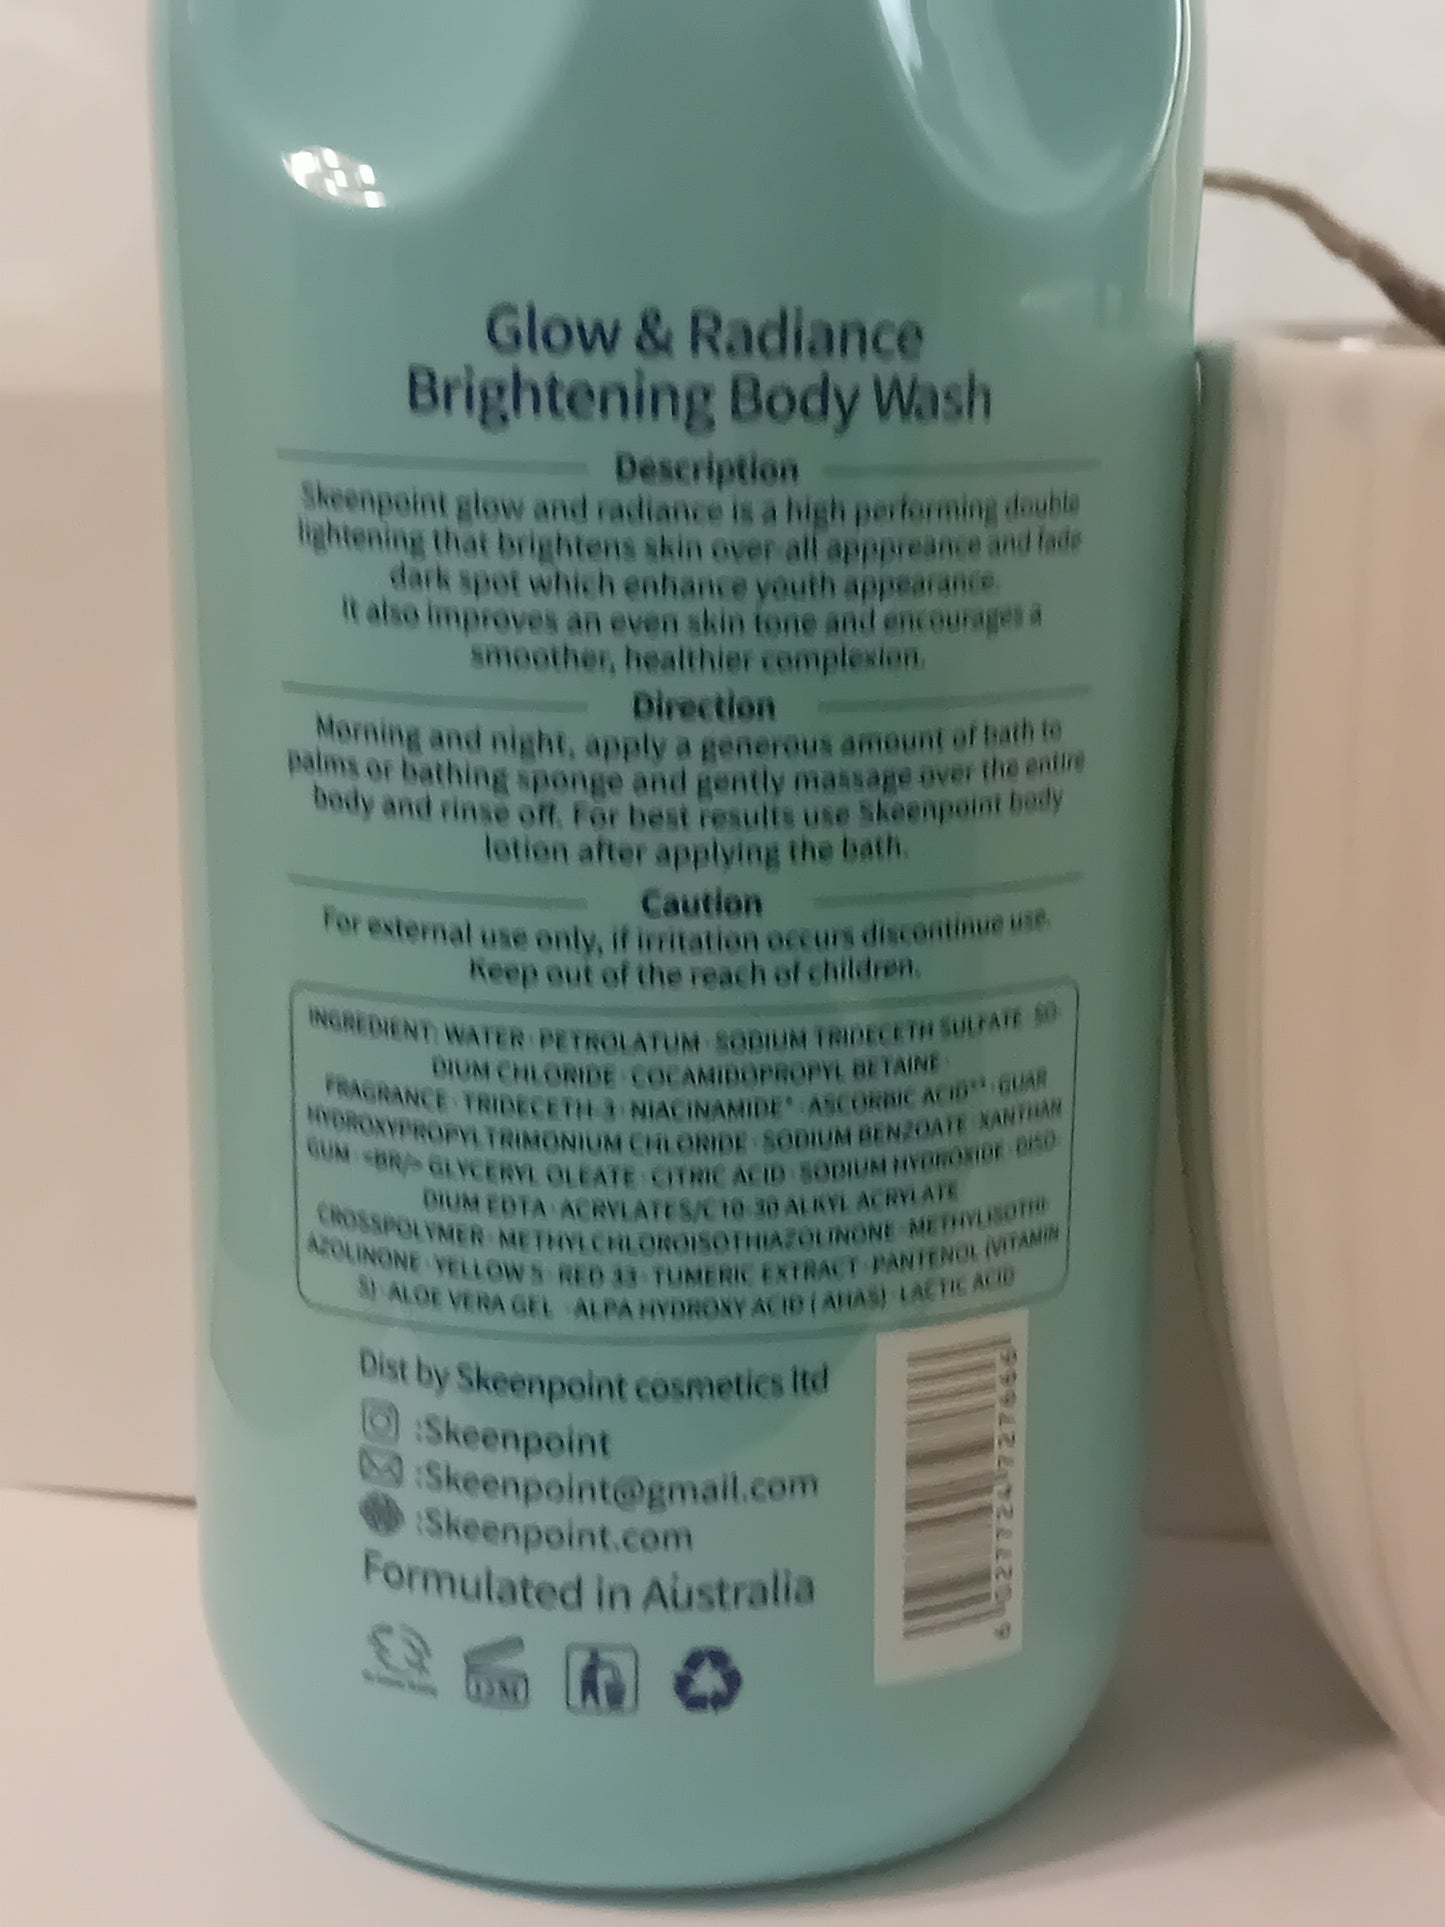 Glow & Radiance
Brightening Body Wash
Description
Skeenpoint glow and radiance is a high performing double
lightening that brightens skin over all apppreance and fade
dark spot which enhance youth appearance.
It also improves an even skin tone and encourages a
smoother, healthier complexion.
Direction
Morning and night, apply a generous amount of bath to
palms or bathing sponge and gently massage over the entire
body and rinse off. For best results use Skeenpoint body
lotion after applying the bath.
Caution
For external use only, if irritation occurs discontinue use.
Keep out of the reach of children.
INGREDIENT: WATER · PETROLATUM · SODIUM TRIDECETH SULFATE · SO-
DIUM CHLORIDE · COCAMIDOPROPYL BETAINE ·
FRAGRANCE · TRIDECETH-3 · NIACINAMIDE* · ASCORBIC ACID** · GUAR
HYDROXYPROPYLTRIMONIUM CHLORIDE · SODIUM BENZOATE · XANTHAN
GUM · <BR/> GLYCERYL OLEATE · CITRIC ACID · SODIUM HYDROXIDE · DISO-
DIUM EDTA · ACRYLATES/C10-30 ALKYL ACRYLATE
CROSSPOLYMER · METHYLCHLOROISOTHIAZOLINONE · METHYLISOTHI-
AZOLINONE · YELLOW 5 · RED 33 · TUMERIC EXTRACT · PANTENOL (VITAMIN
5) · ALOE VERA GEL · ALPA HYDROXY ACID ( AHAS) · LACTIC ACID
Dist by Skeenpoint cosmetics ltd
:Skeenpoint
:Skeenpoint@gmail.com
:Skeenpoint.com
Formulated in Australia
12M
6 027724 727666